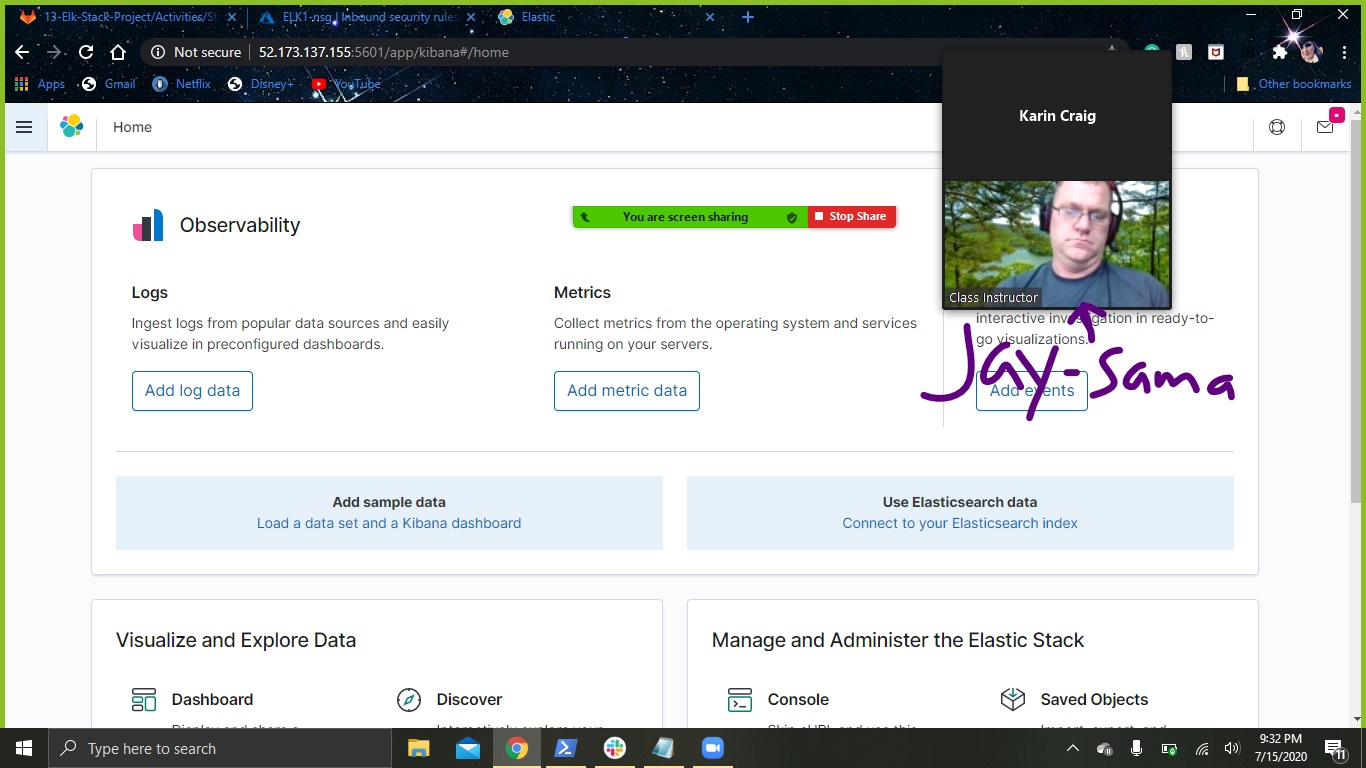 13-Elk-Stack-Project/Activities/St
ELK1-nsg | Inbound security rules
Elastic
Not secure
52.173.137.155:5601/app/kibana#/home
Apps
Gmail
Netflix
Disney+
YouTube
Other bookmarks
Home
Karin Craig
Class Instructor
Observability
You are screen sharing
Stop Share
Logs
Ingest logs from popular data sources and easily
visualize in preconfigured dashboards.
Add log data
Metrics
Collect metrics from the operating system and services
running on your servers.
Add metric data
interactive investigation in ready-to-
go visualizations.
Add events
Jay-sama
Add sample data
Load a data set and a Kibana dashboard
Use Elasticsearch data
Connect to your Elasticsearch index
Visualize and Explore Data
Dashboard
Discover
Manage and Administer the Elastic Stack
Console
Saved Objects
Type here to search
9:32 PM
7/15/2020
11